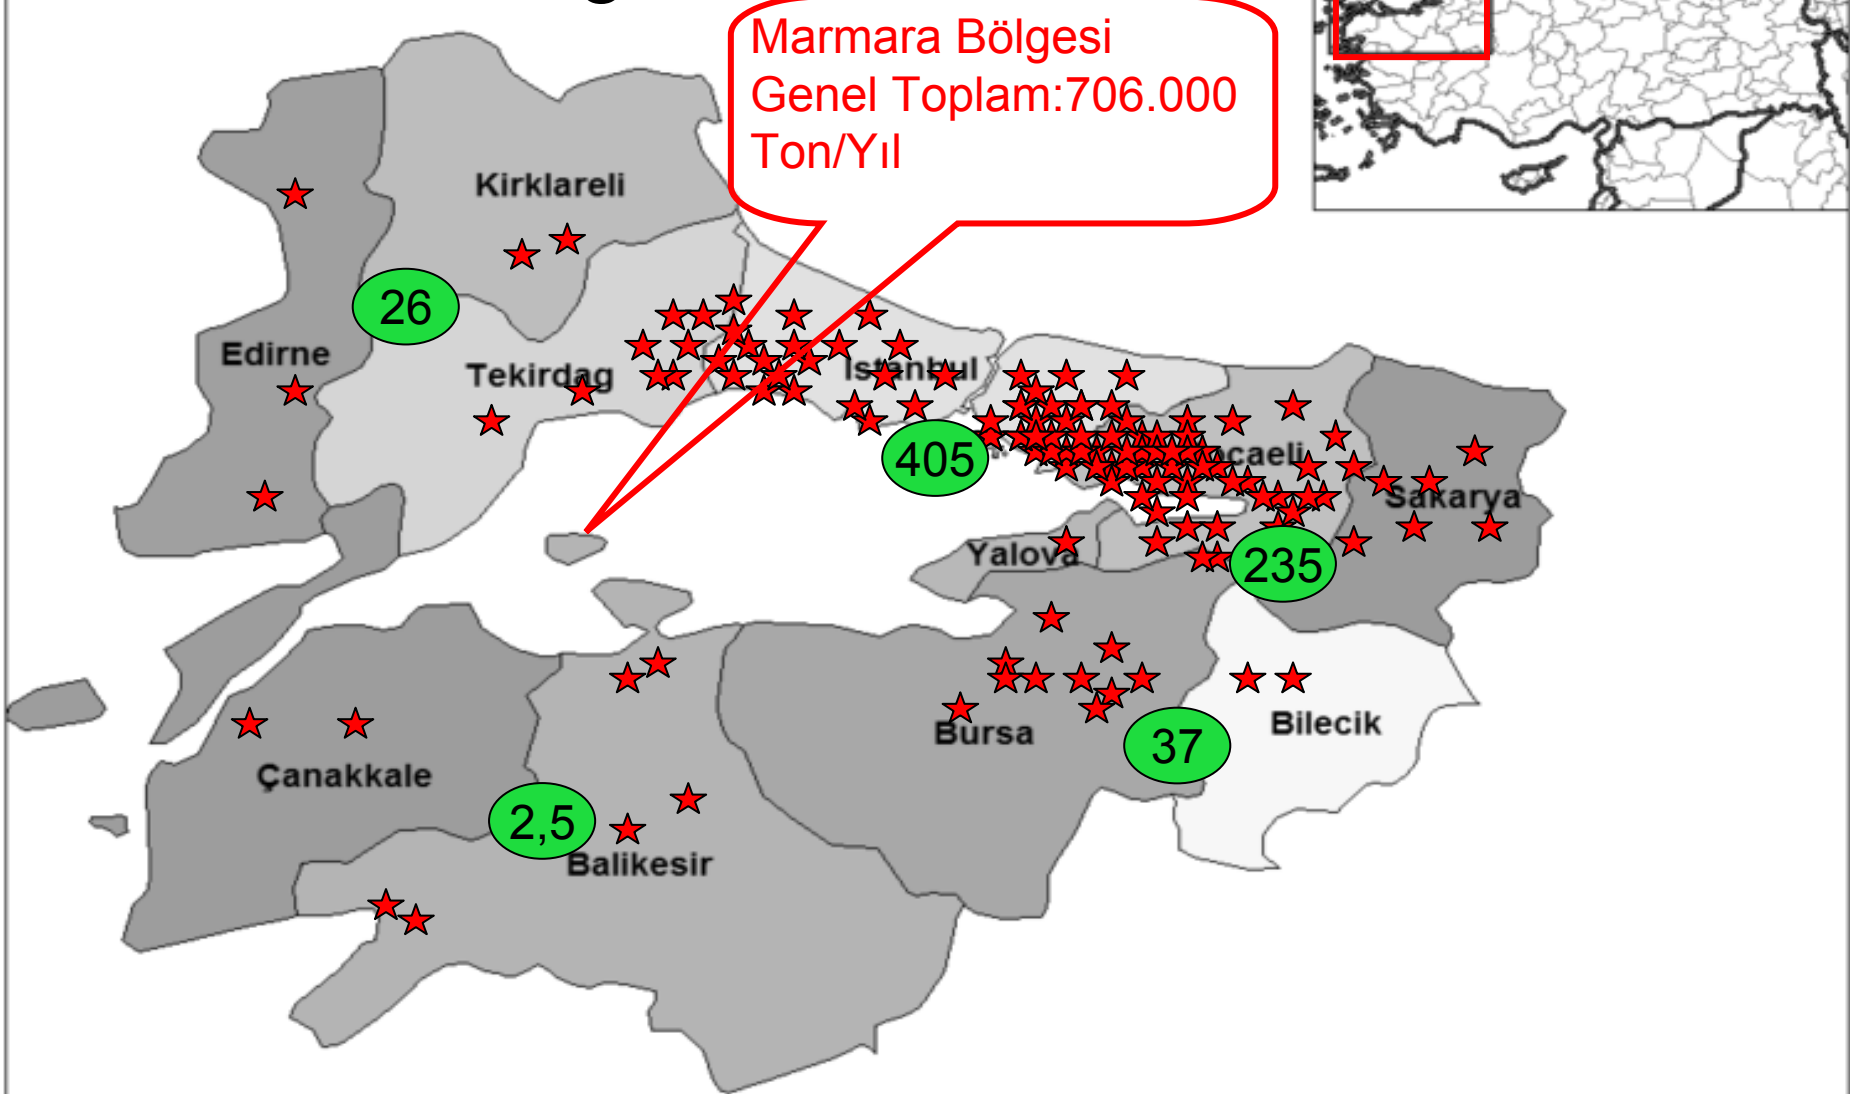 Marmara Bölgesi
Genel Toplam:706.000
Ton/Yıl
Kirklareli
26
Edirne
Tekirdag
Istanbul
405
ocaeli
Sakarya
Yalova
235
Bursa
37
Bilecik
Çanakkale
2,5
Balikesir